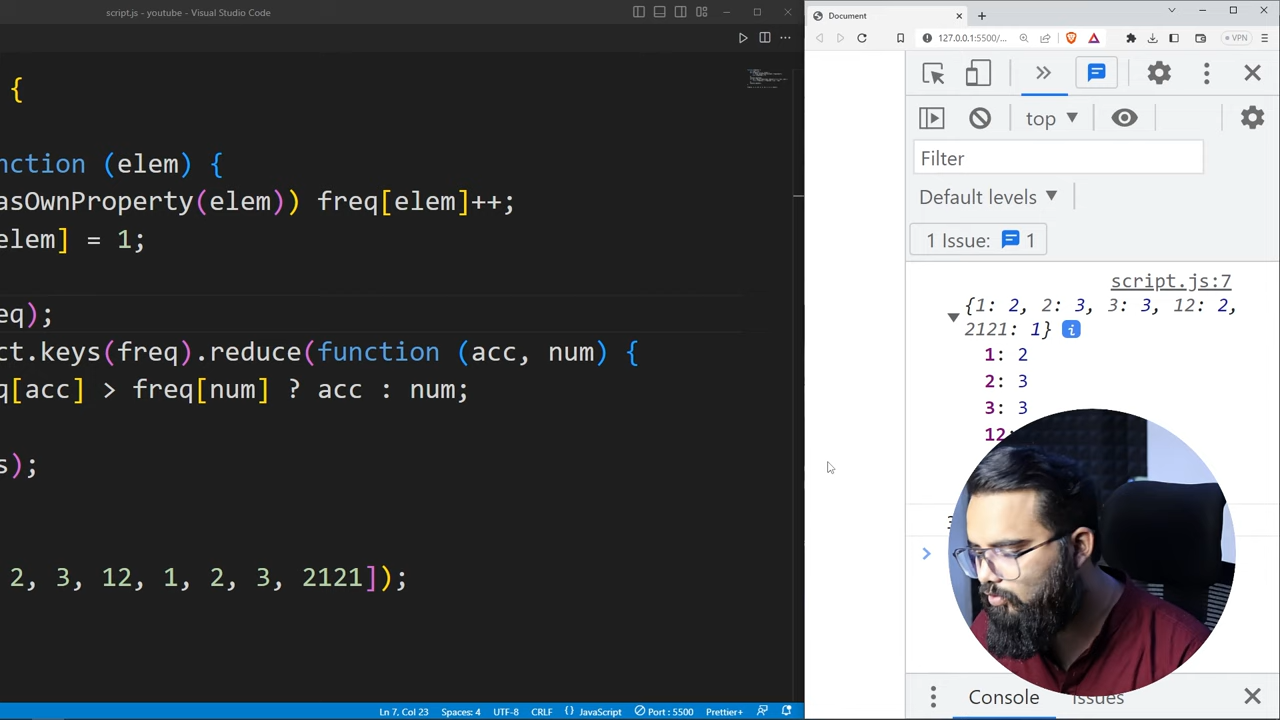 script.js - youtube - Visual Studio Code
{
nction (elem) {
asOwnProperty(elem)) freq[elem]++;
elem] = 1;
eq);
ct.keys(freq).reduce(function (acc, num) {
q[acc] > freq[num] ? acc : num;
s);
2, 3, 12, 1, 2, 3, 2121]);
Ln 7, Col 23 Spaces: 4 UTF-8 CRLF {} JavaScript Port : 5500 Prettier+
Document
127.0.0.1:5500/... VPN
top
Filter
Default levels
1 Issue: 1
script.js:7
{1: 2, 2: 3, 3: 3, 12: 2,
2121: 1} i
1: 2
2: 3
3: 3
12:
Console Issues